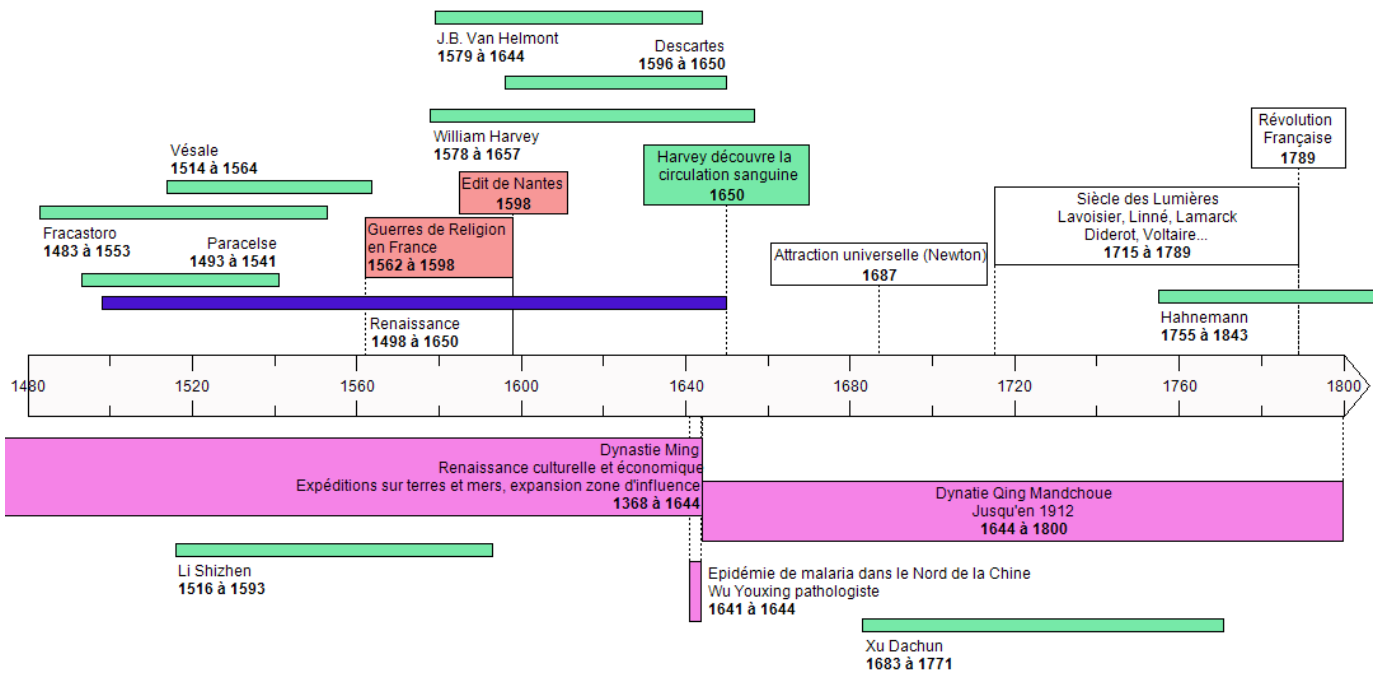 J.B. Van Helmont
1579 à 1644
Descartes
1596 à 1650
William Harvey
1578 à 1657
Révolution
Française
1789
Vésale
1514 à 1564
Harvey découvre la
circulation sanguine
1650
Edit de Nantes
1598
Siècle des Lumières
Lavoisier, Linné, Lamarck
Diderot, Voltaire...
1715 à 1789
Fracastoro
1483 à 1553
Paracelse
1493 à 1541
Guerres de Religion
en France
1562 à 1598
Attraction universelle (Newton)
1687
Renaissance
1498 à 1650
Hahnemann
1755 à 1843
1480 1520 1560 1600 1640 1680 1720 1760 1800
Dynastie Ming
Renaissance culturelle et économique
Expéditions sur terres et mers, expansion zone d'influence
1368 à 1644
Dynatie Qing Mandchoue
Jusqu'en 1912
1644 à 1800
Li Shizhen
1516 à 1593
Epidémie de malaria dans le Nord de la Chine
Wu Youxing pathologiste
1641 à 1644
Xu Dachun
1683 à 1771